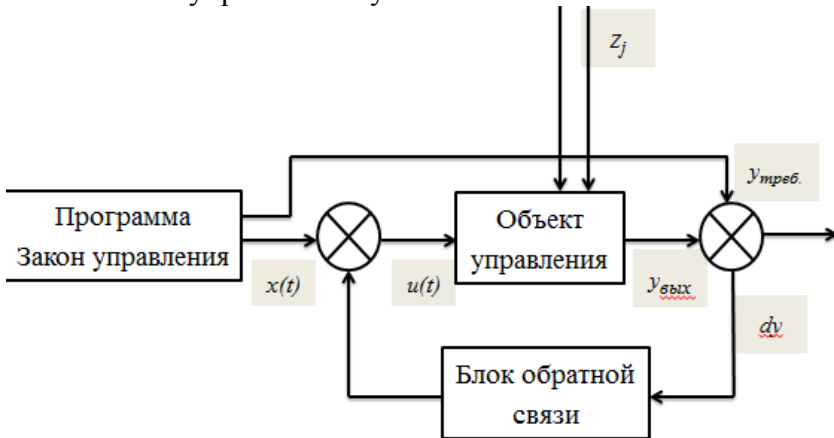 Z_j
y_треб.
Программа
Закон управления
Объект
управления
x(t)
u(t)
y_вых
dy
Блок обратной
связи